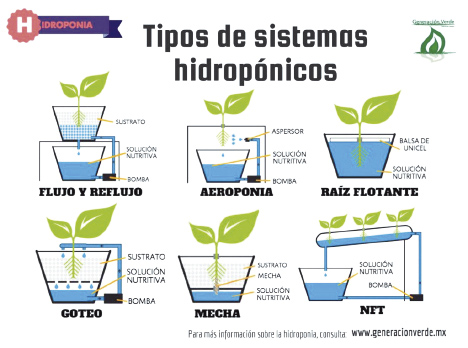 H
HIDROPONIA
Tipos de sistemas
hidropónicos
Generación Verde
SUSTRATO
SOLUCIÓN
NUTRITIVA
BOMBA
FLUJO Y REFLUJO
ASPERSOR
SOLUCIÓN
NUTRITIVA
BOMBA
AEROPONIA
BALSA DE
UNICEL
SOLUCIÓN
NUTRITIVA
RAÍZ FLOTANTE
SUSTRATO
SOLUCIÓN
NUTRITIVA
BOMBA
GOTEO
SUSTRATO
MECHA
SOLUCIÓN
NUTRITIVA
MECHA
SOLUCIÓN
NUTRITIVA
BOMBA
NFT
Para más información sobre la hidroponia, consulta: www.generacionverde.mx